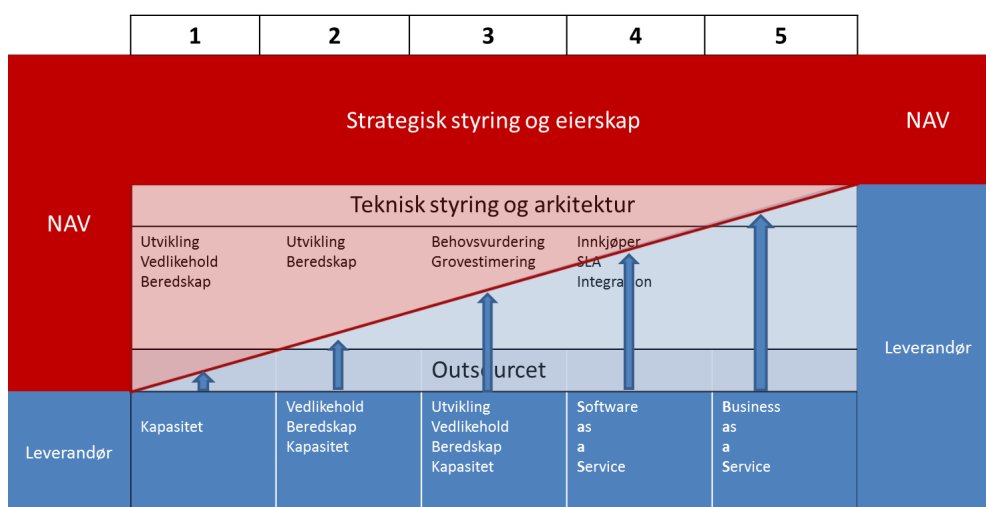 1 2 3 4 5
Strategisk styring og eierskap
NAV
NAV
Teknisk styring og arkitektur
Utvikling
Vedlikehold
Beredskap
Utvikling
Beredskap
Behovsvurdering
Grovestimering
Innkjøper
SLA
Integrasjon
Leverandør
Outsourcet
Leverandør
Kapasitet
Vedlikehold
Beredskap
Kapasitet
Utvikling
Vedlikehold
Beredskap
Kapasitet
Software
as
a
Service
Business
as
a
Service